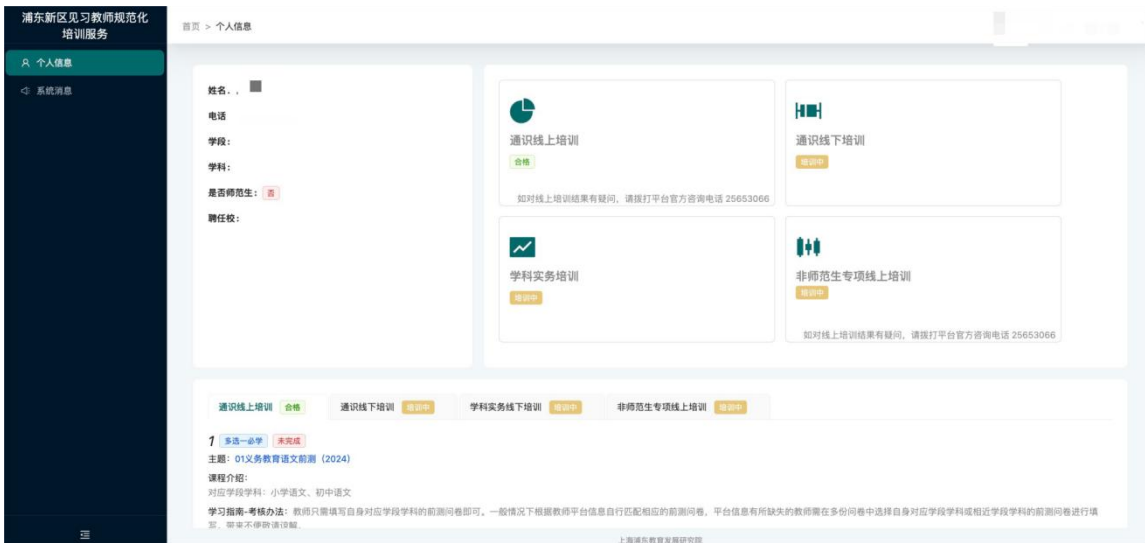 浦东新区见习教师规范化
培训服务
首页 > 个人信息
个人信息
系统消息
姓名
电话
学段：
学科：
是否师范生： 否
聘任校：
通识线上培训
合格
如对线上培训结果有疑问，请拨打平台官方咨询电话 25653066
通识线下培训
培训中
学科实务培训
培训中
非师范生专项线上培训
培训中
如对线上培训结果有疑问，请拨打平台官方咨询电话 25653066
通识线上培训 合格 通识线下培训 培训中 学科实务线下培训 培训中 非师范生专项线上培训 培训中
1 多选一必学 未完成
主题：01义务教育语文前测（2024）
课程介绍：
对应学段学科：小学语文、初中语文
学习指南-考核办法：教师只需填写自身对应学段学科的前测问卷即可。一般情况下根据教师平台信息自行匹配相应的前测问卷，平台信息有所缺失的教师需在多份问卷中选择自身对应学段学科或相近学段学科的前测问卷进行填
写，带来不便敬请谅解。
上海浦东教育发展研究院